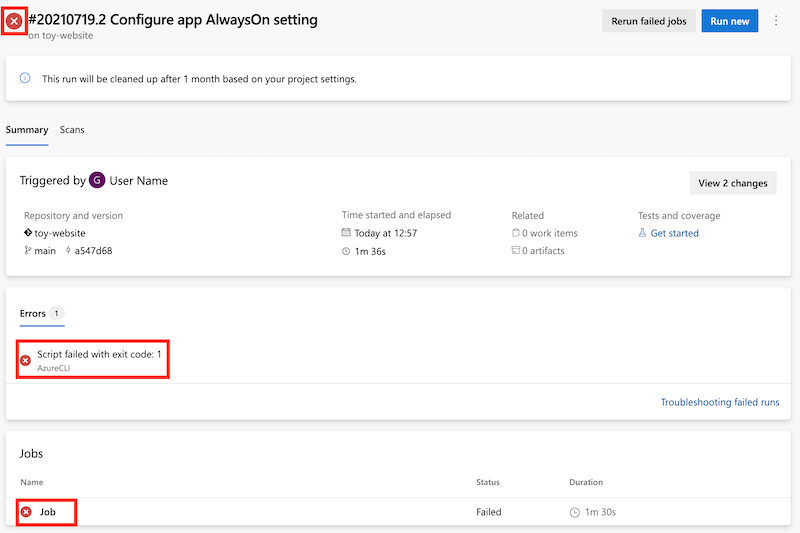 #20210719.2 Configure app AlwaysOn setting
on toy-website
Rerun failed jobs
Run new
This run will be cleaned up after 1 month based on your project settings.
Summary
Scans
Triggered by G User Name
View 2 changes
Repository and version
toy-website
main a547d68
Time started and elapsed
Today at 12:57
1m 36s
Related
0 work items
0 artifacts
Tests and coverage
Get started
Errors 1
Script failed with exit code: 1
AzureCLI
Troubleshooting failed runs
Jobs
Name Status Duration
Job Failed 1m 30s